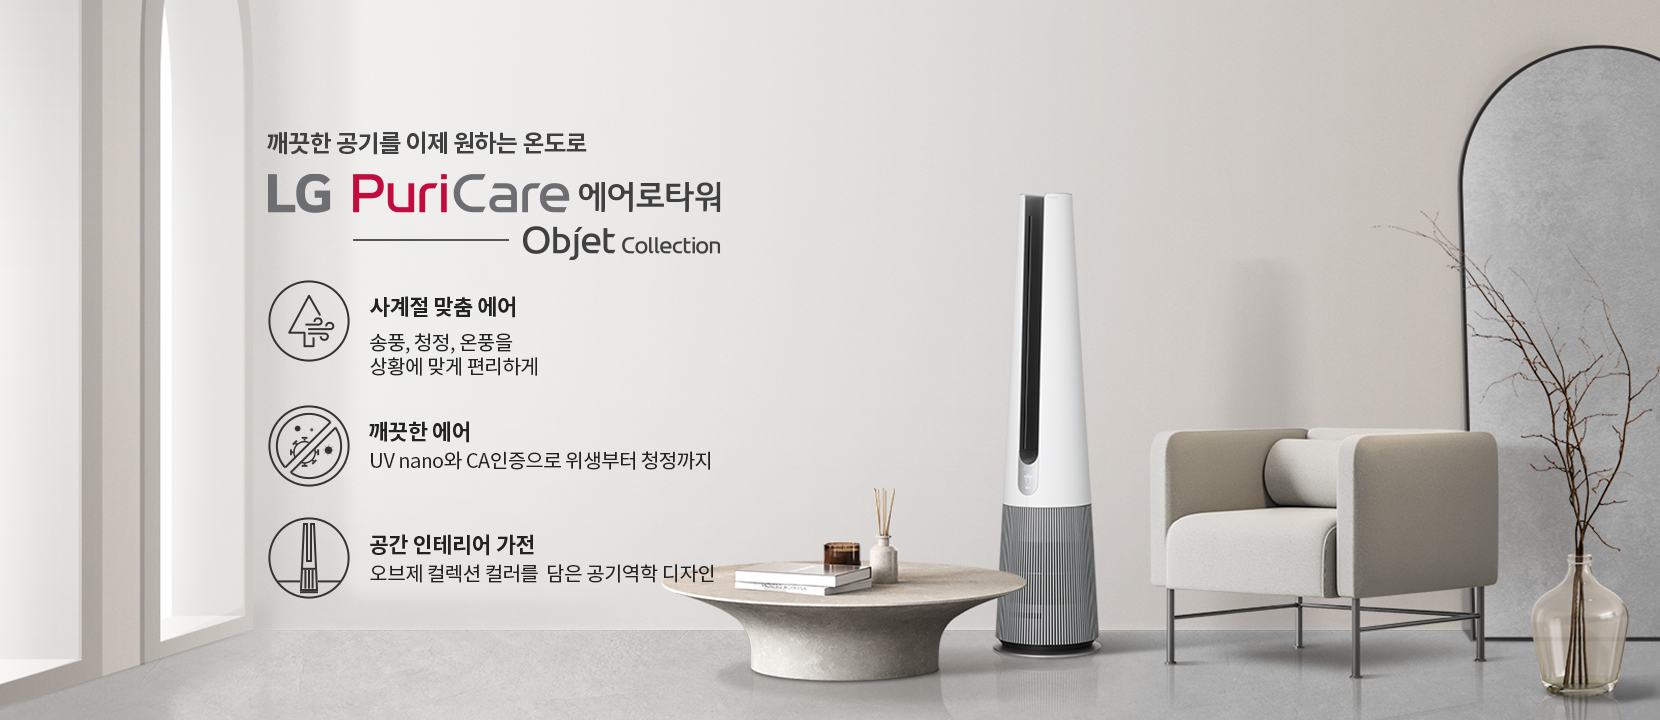 깨끗한 공기를 이제 원하는 온도로
LG PuriCare 에어로타워
Objet Collection
사계절 맞춤 에어
송풍, 청정, 온풍을
상황에 맞게 편리하게
깨끗한 에어
UV nano와 CA인증으로 위생부터 청정까지
공간 인테리어 가전
오브제 컬렉션 컬러를 담은 공기역학 디자인